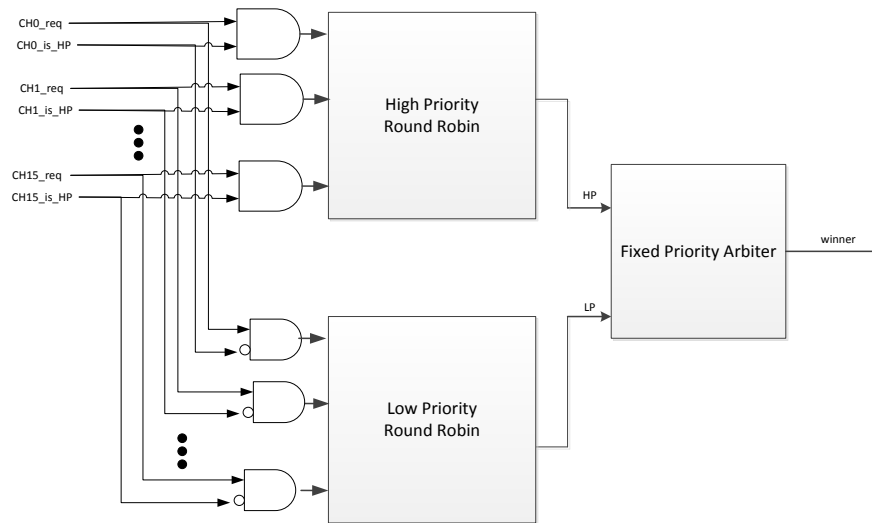 CH0_req
CH0_is_HP
CH1_req
CH1_is_HP
CH15_req
CH15_is_HP
High Priority
Round Robin
HP
Fixed Priority Arbiter
winner
LP
Low Priority
Round Robin